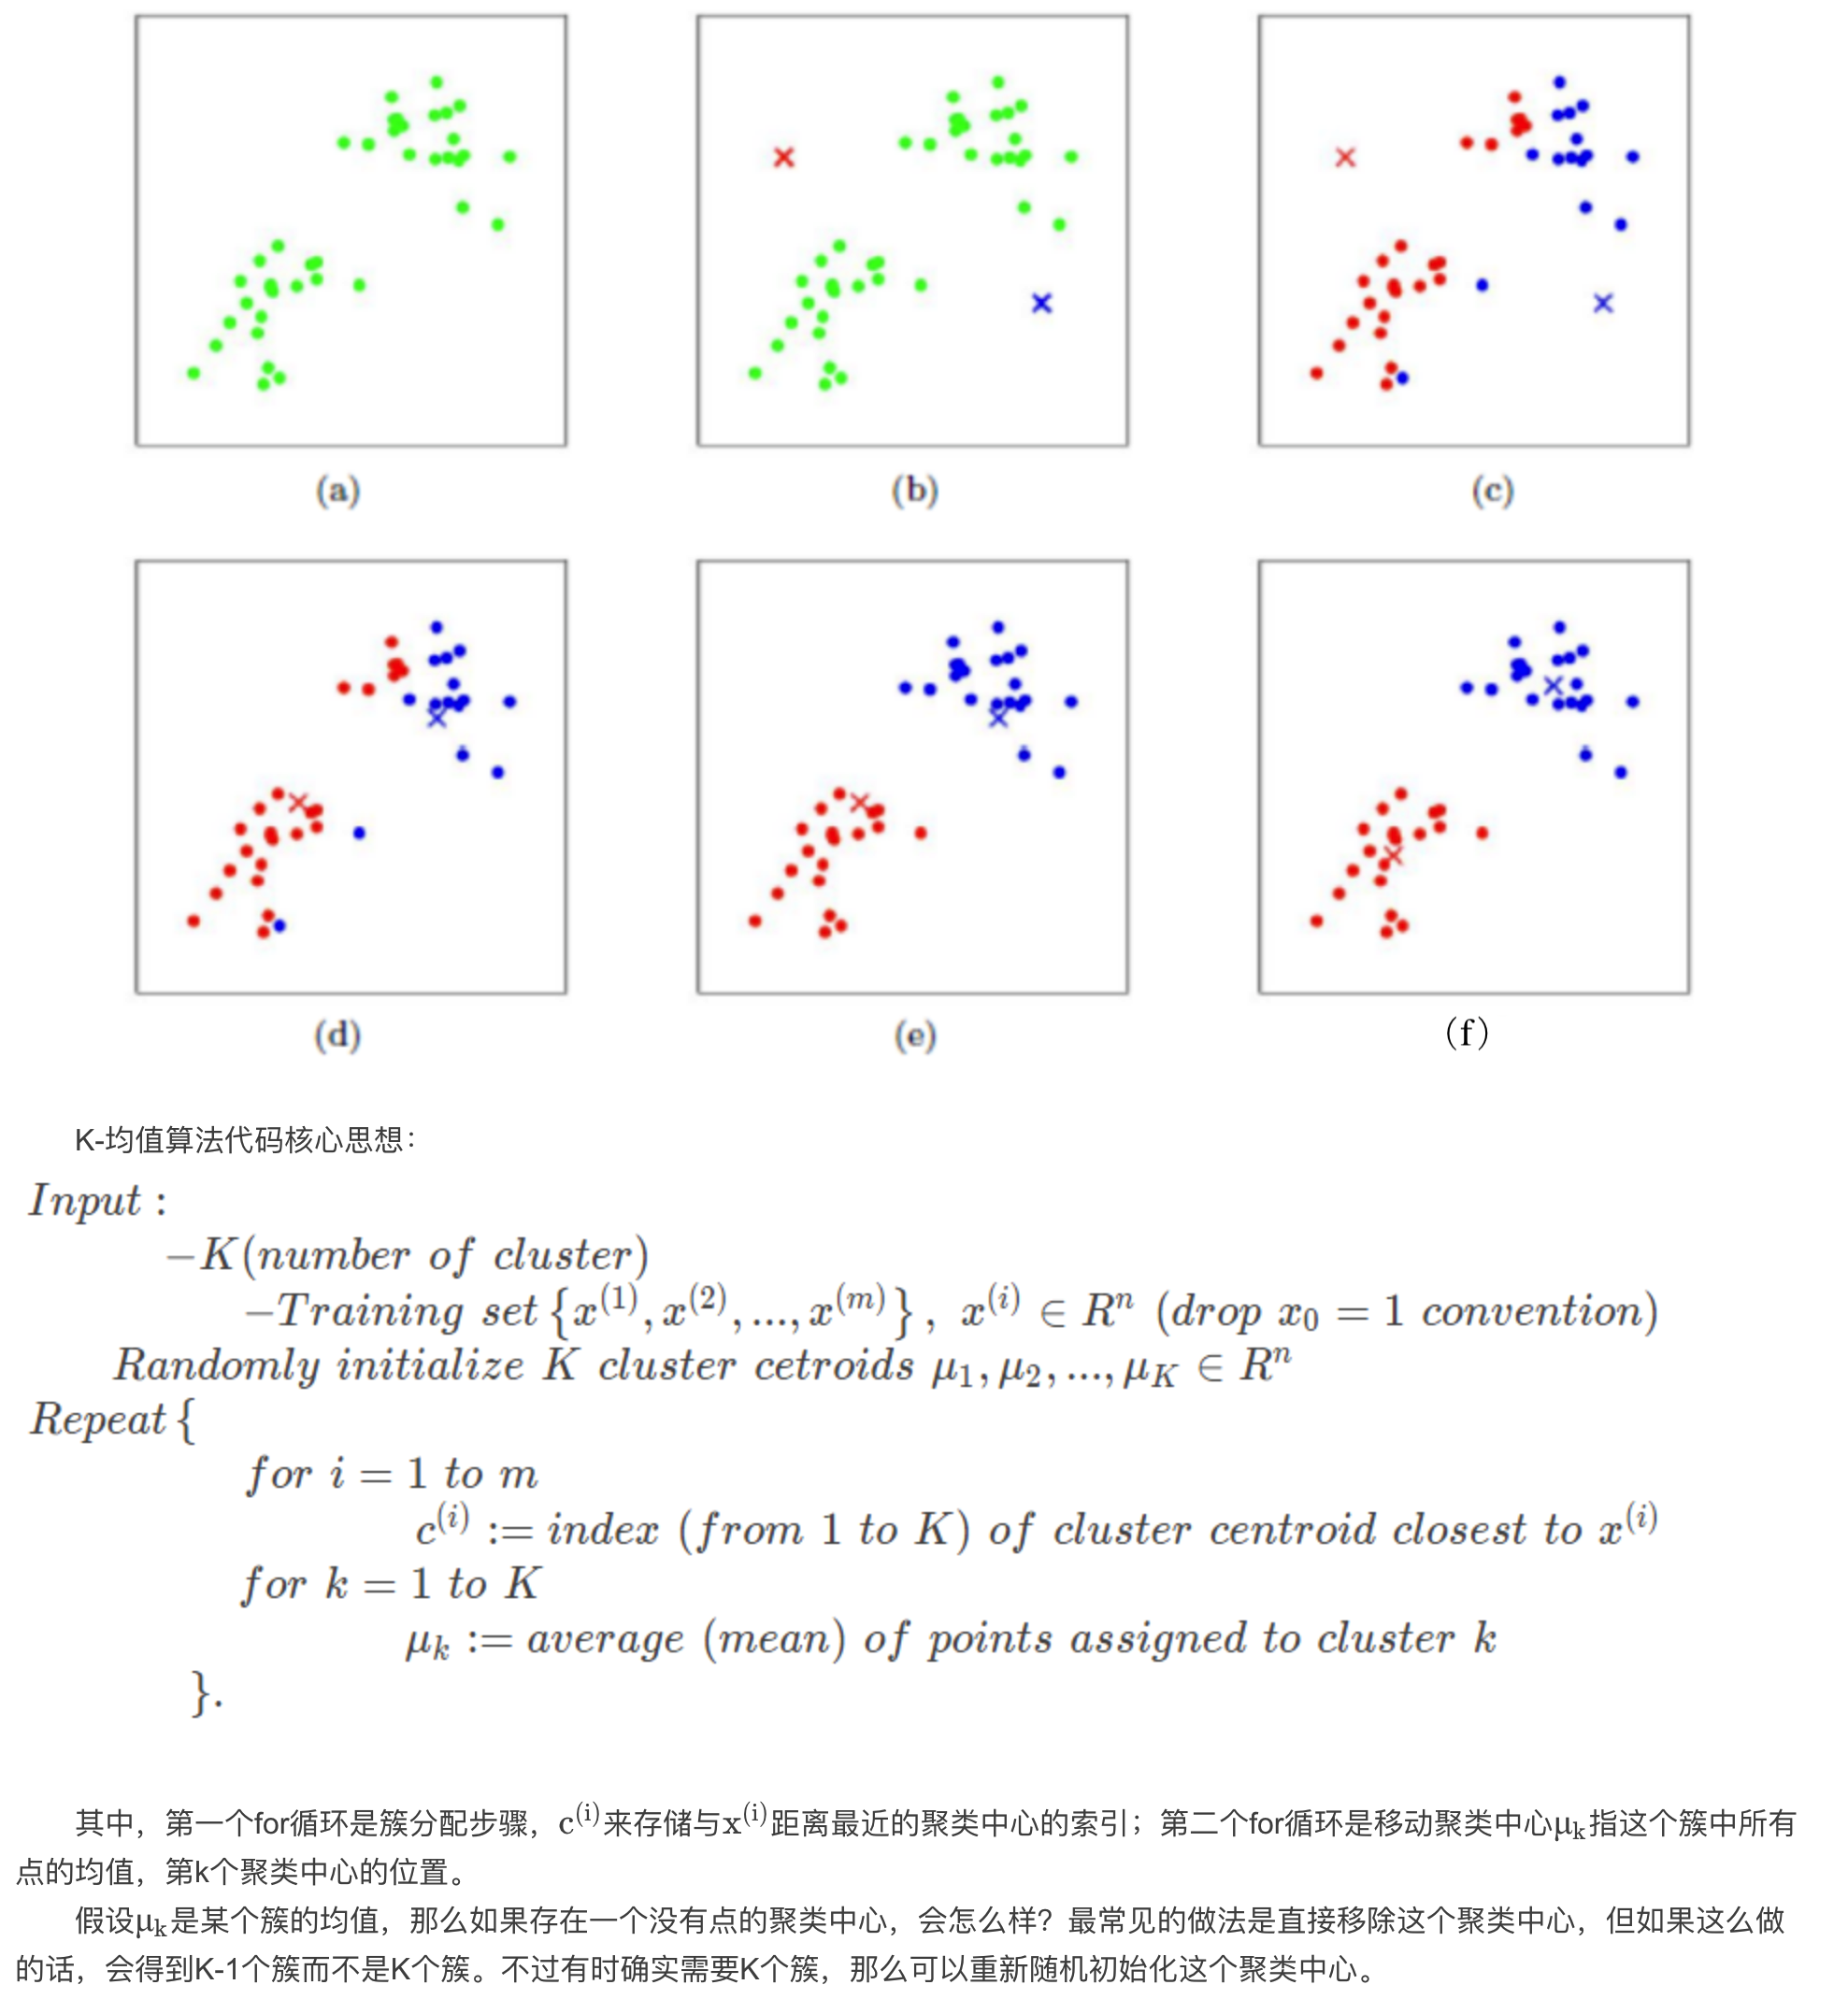 (a) (b) (c)
(d) (e) (f)
K-均值算法代码核心思想：
Input :
−K(number of cluster)
−Training set {x^(1), x^(2), ..., x^(m)} , x^(i) ∈ R^n (drop x_0 = 1 convention)
Randomly initialize K cluster cetroids μ_1, μ_2, ..., μ_K ∈ R^n
Repeat {
for i = 1 to m
c^(i) := index (from 1 to K) of cluster centroid closest to x^(i)
for k = 1 to K
μ_k := average (mean) of points assigned to cluster k
}.
其中，第一个for循环是簇分配步骤，c^(i)来存储与x^(i)距离最近的聚类中心的索引；第二个for循环是移动聚类中心μ_k指这个簇中所有
点的均值，第k个聚类中心的位置。
假设μ_k是某个簇的均值，那么如果存在一个没有点的聚类中心，会怎么样？最常见的做法是直接移除这个聚类中心，但如果这么做
的话，会得到K-1个簇而不是K个簇。不过有时确实需要K个簇，那么可以重新随机初始化这个聚类中心。